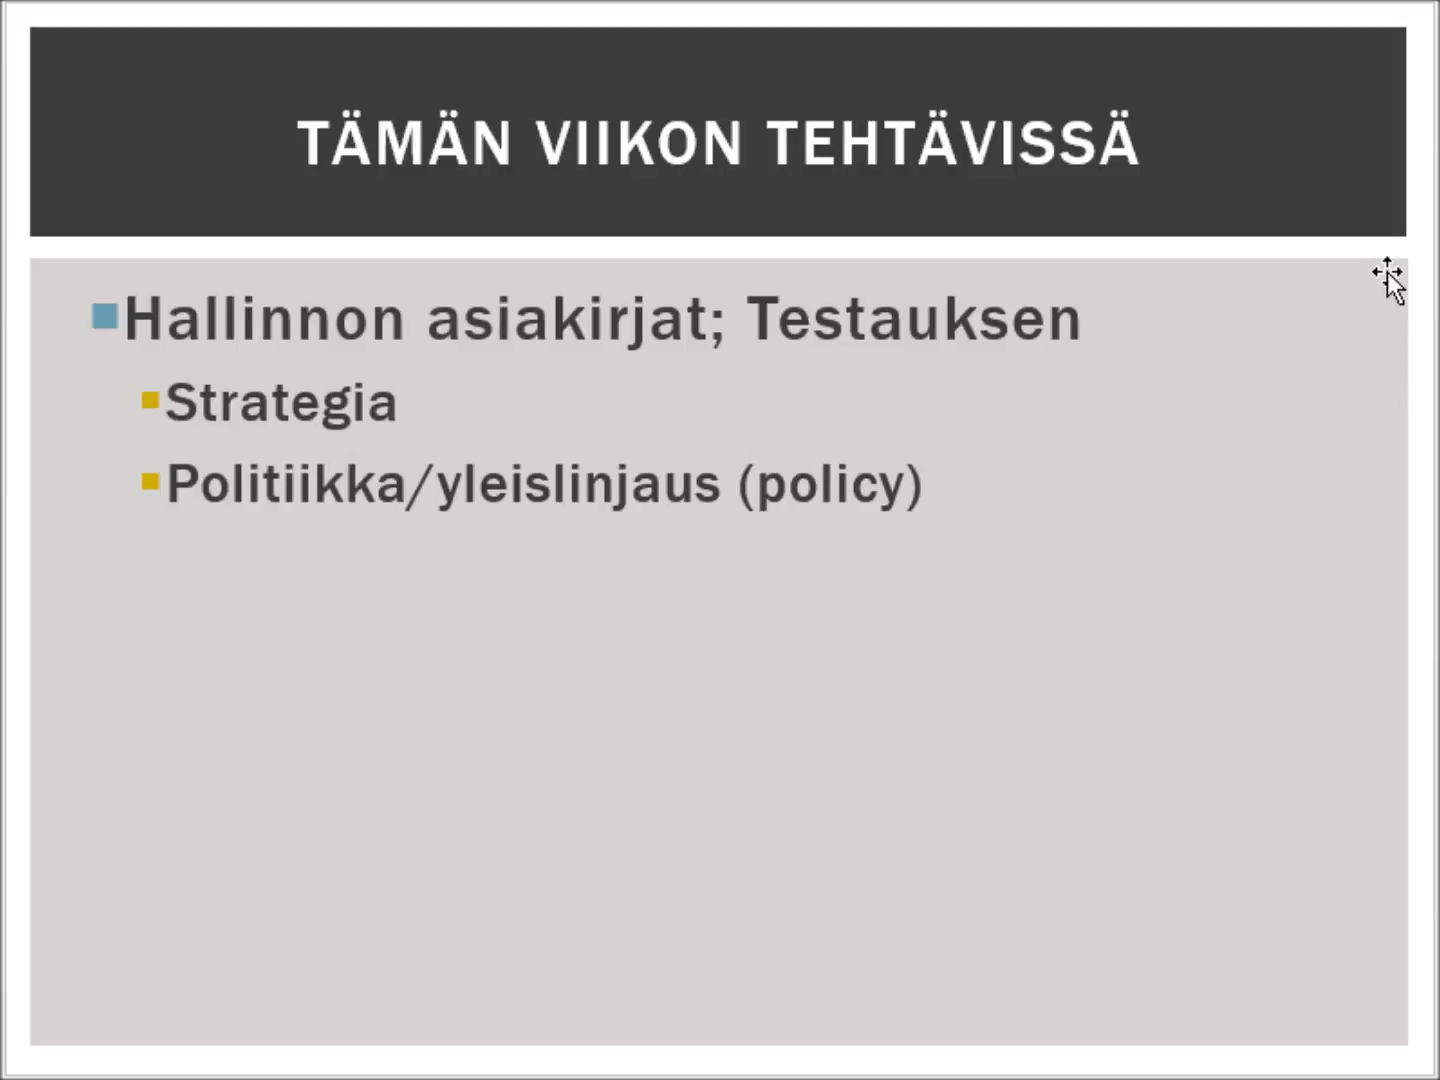 TÄMÄN VIIKON TEHTÄVISSÄ
Hallinnon asiakirjat; Testauksen
Strategia
Politiikka/yleislinjaus (policy)